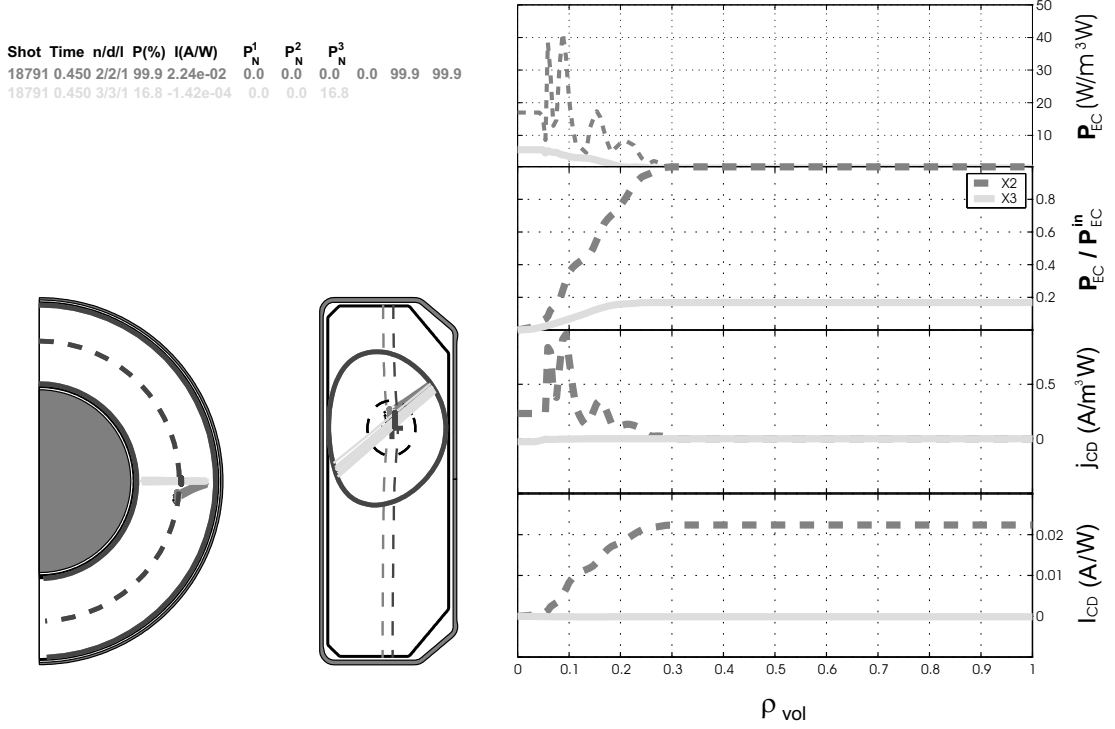 Shot Time n/d/l P(%) I(A/W) P_N^1 P_N^2 P_N^3
18791 0.450 2/2/1 99.9 2.24e-02 0.0 0.0 0.0 0.0 99.9 99.9
18791 0.450 3/3/1 16.8 -1.42e-04 0.0 0.0 16.8
50
40
30
20
10
P_EC (W/m^3W)
X2
X3
0.8
0.6
0.4
0.2
P_EC / P_EC^in
0.5
0
j_CD (A/m^3W)
0.02
0.01
0
I_CD (A/W)
0 0.1 0.2 0.3 0.4 0.5 0.6 0.7 0.8 0.9 1
ρ_vol